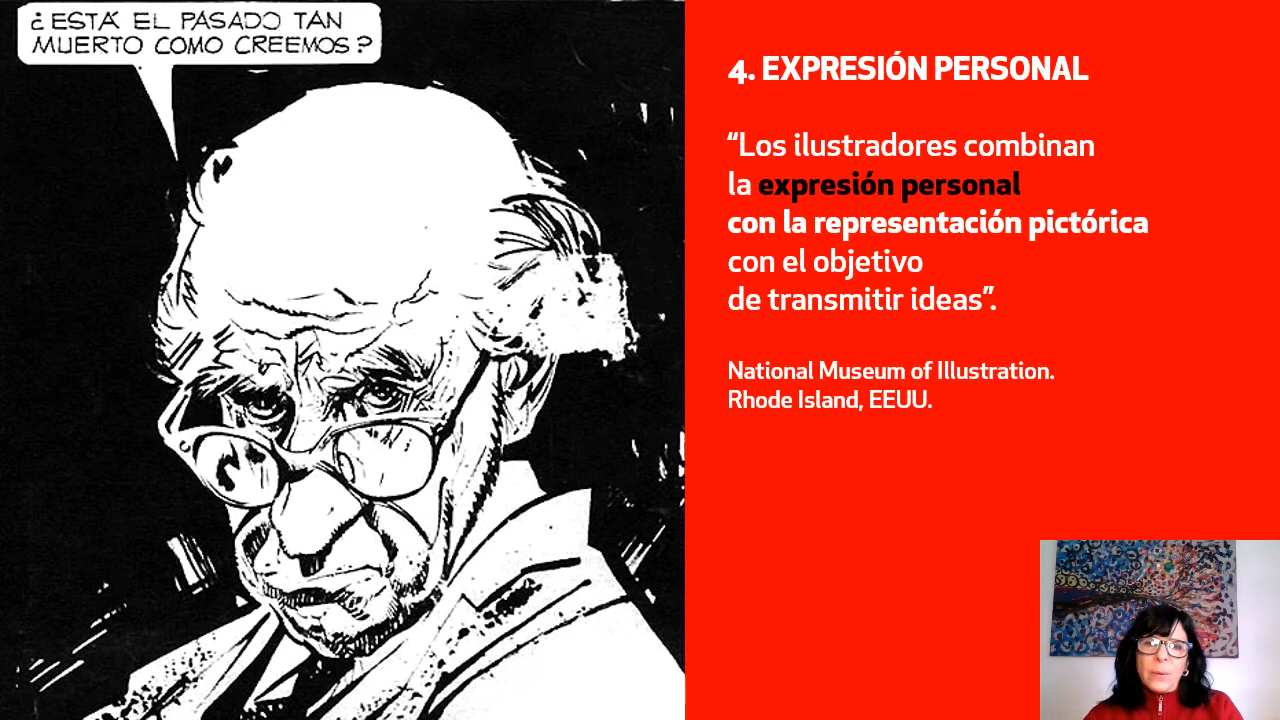 ¿ESTÁ EL PASADO TAN
MUERTO COMO CREEMOS?
4. EXPRESIÓN PERSONAL
“Los ilustradores combinan
la expresión personal
con la representación pictórica
con el objetivo
de transmitir ideas”.
National Museum of Illustration.
Rhode Island, EEUU.